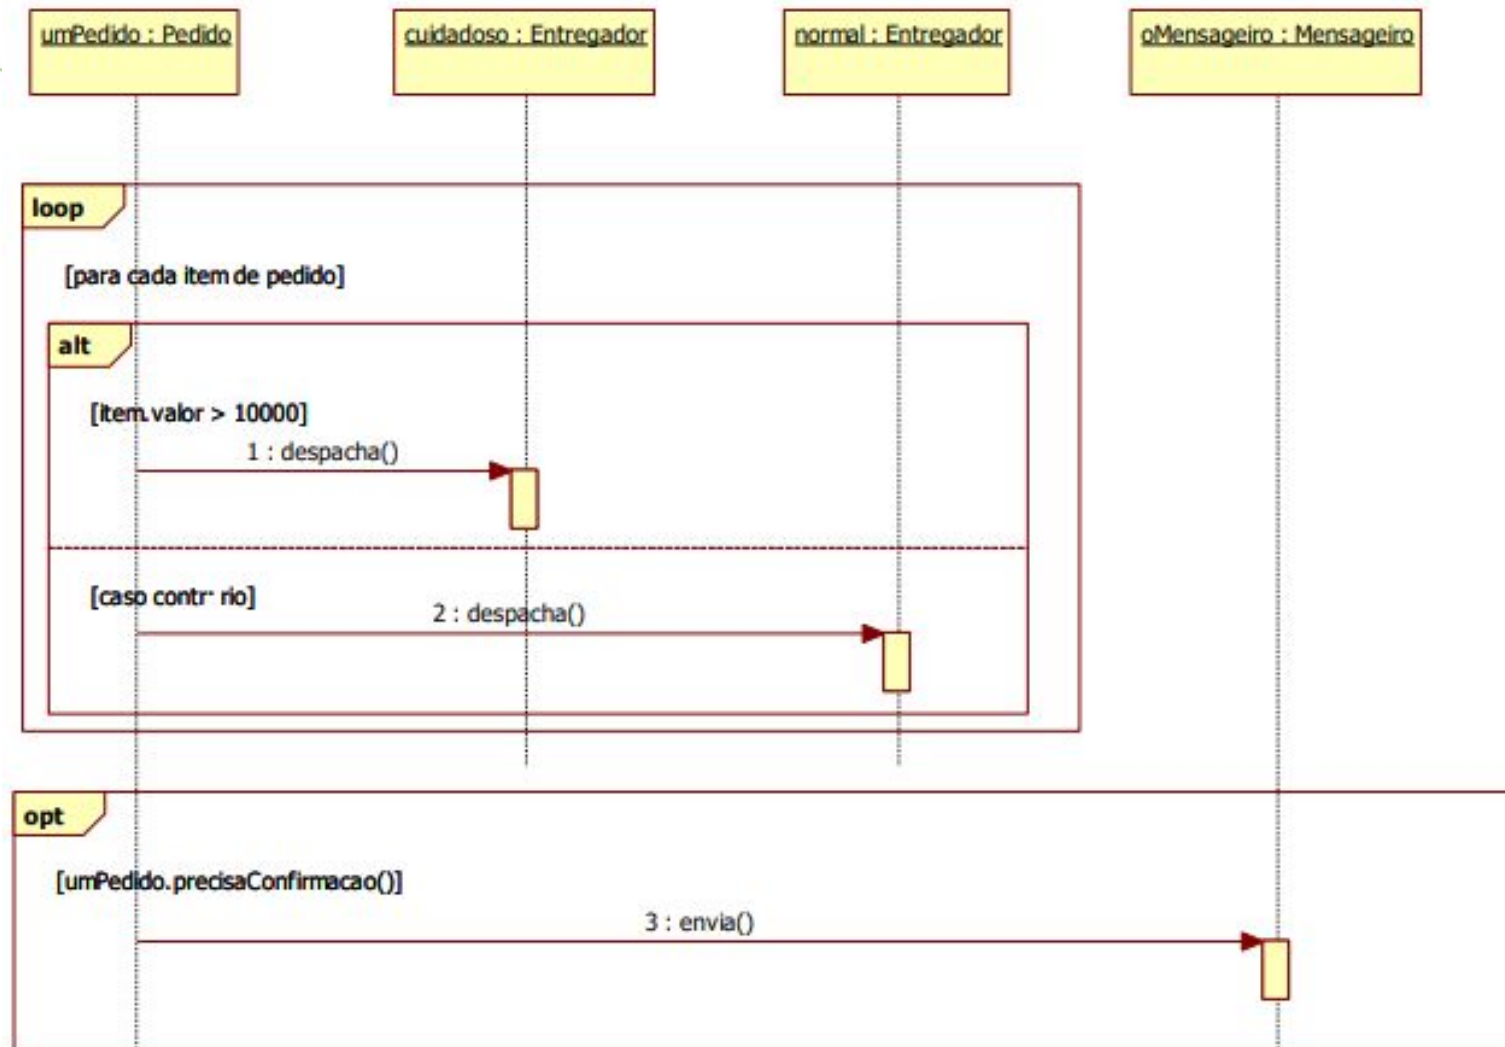 umPedido : Pedido
cuidadoso : Entregador
normal : Entregador
oMensageiro : Mensageiro
loop
[para cada item de pedido]
alt
[item.valor > 10000]
1 : despacha()
[caso contr· rio]
2 : despacha()
opt
[umPedido.precisaConfirmacao()]
3 : envia()